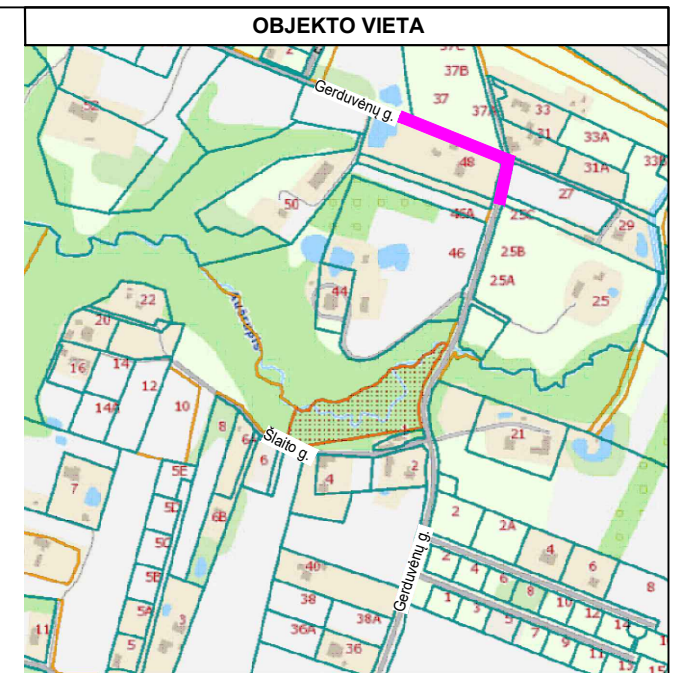 OBJEKTO VIETA
2
37B
37
37A
Gerduvėnų g.
33
31
33A
31A
33B
48
27
50
25C
29
46
25B
25A
44
25
22
20
Kučrupis
16
14
12
10
14A
8
6
Šlaito g.
21
4
2
7
5E
5D
6B
2
2A
5C
4
6
8
40
2
4
6
8
10
12
14
5B
38
1
3
5
7
9
11
13
15
5A
3
36A
38A
Gerduvėnų g.
11
5
36